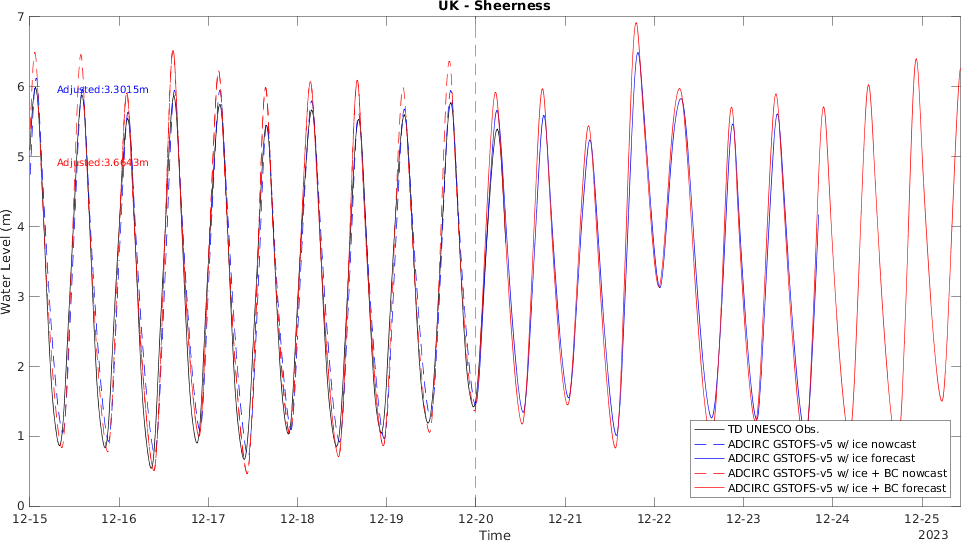 UK - Sheerness
7
6
5
4
3
2
1
0
Water Level (m)
Adjusted:3.3015m
Adjusted:3.6643m
TD UNESCO Obs.
ADCIRC GSTOFS-v5 w/ ice nowcast
ADCIRC GSTOFS-v5 w/ ice forecast
ADCIRC GSTOFS-v5 w/ ice + BC nowcast
ADCIRC GSTOFS-v5 w/ ice + BC forecast
12-15 12-16 12-17 12-18 12-19 12-20 12-21 12-22 12-23 12-24 12-25
Time
2023